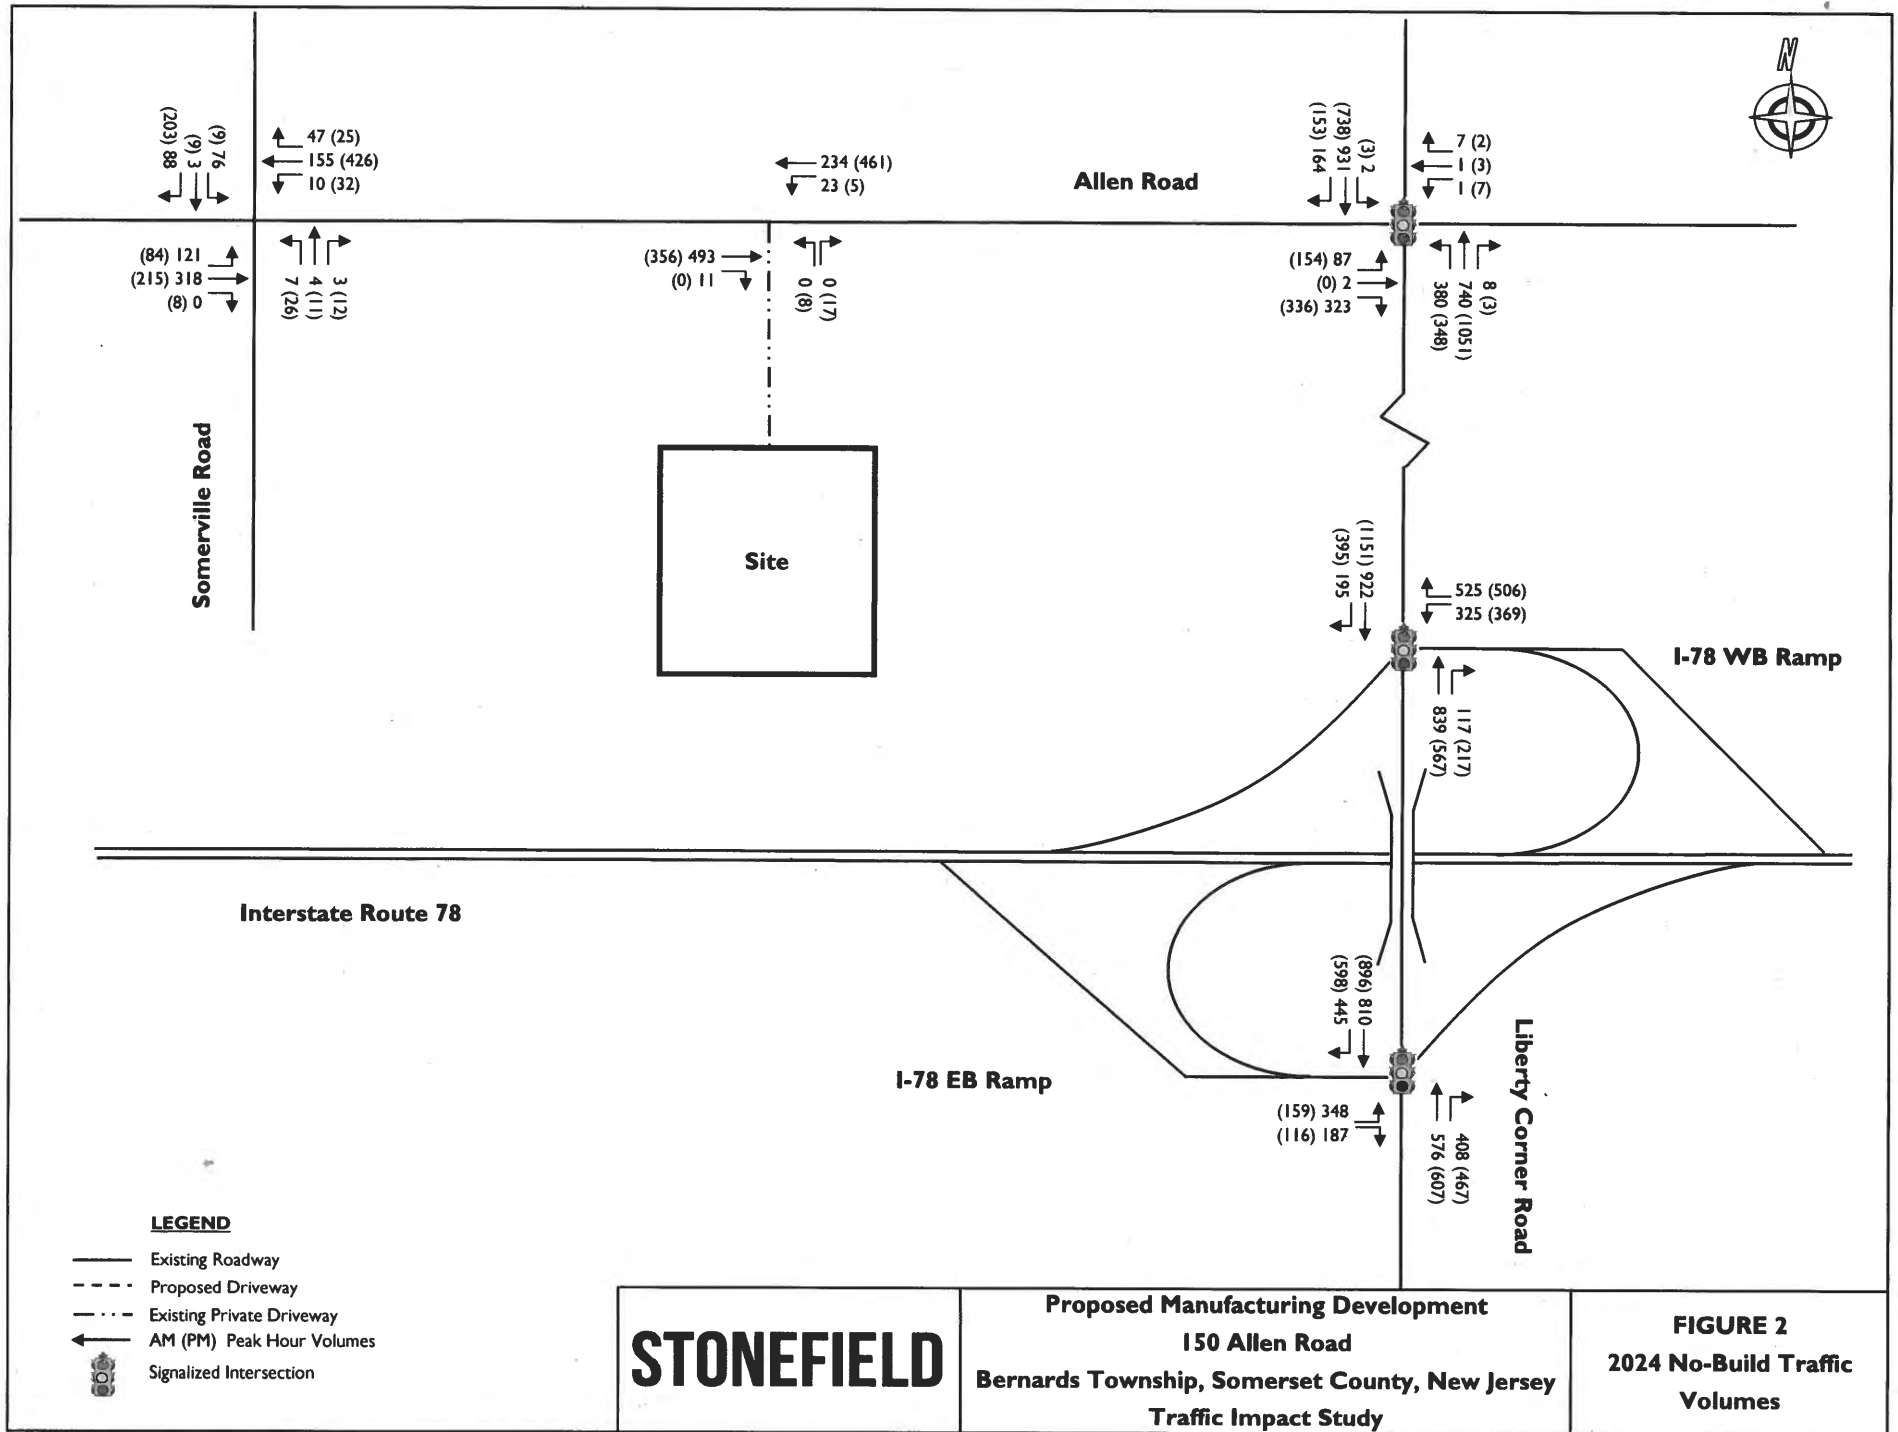 N
(203) 88
(9) 3
(9) 76
47 (25)
155 (426)
10 (32)
234 (461)
23 (5)
Allen Road
(153) 164
(738) 931
(3) 2
7 (2)
1 (3)
1 (7)
(84) 121
(215) 318
(8) 0
7 (26)
4 (11)
3 (12)
(356) 493
(0) 11
0 (8)
0 (17)
(154) 87
(0) 2
(336) 323
380 (348)
740 (1051)
8 (3)
Somerville Road
Site
(395) 195
(1151) 922
525 (506)
325 (369)
I-78 WB Ramp
839 (567)
117 (217)
Interstate Route 78
(598) 445
(896) 810
I-78 EB Ramp
(159) 348
(116) 187
576 (607)
408 (467)
Liberty Corner Road
LEGEND
Existing Roadway
Proposed Driveway
Existing Private Driveway
AM (PM) Peak Hour Volumes
Signalized Intersection
STONEFIELD
Proposed Manufacturing Development
150 Allen Road
Bernards Township, Somerset County, New Jersey
Traffic Impact Study
FIGURE 2
2024 No-Build Traffic
Volumes